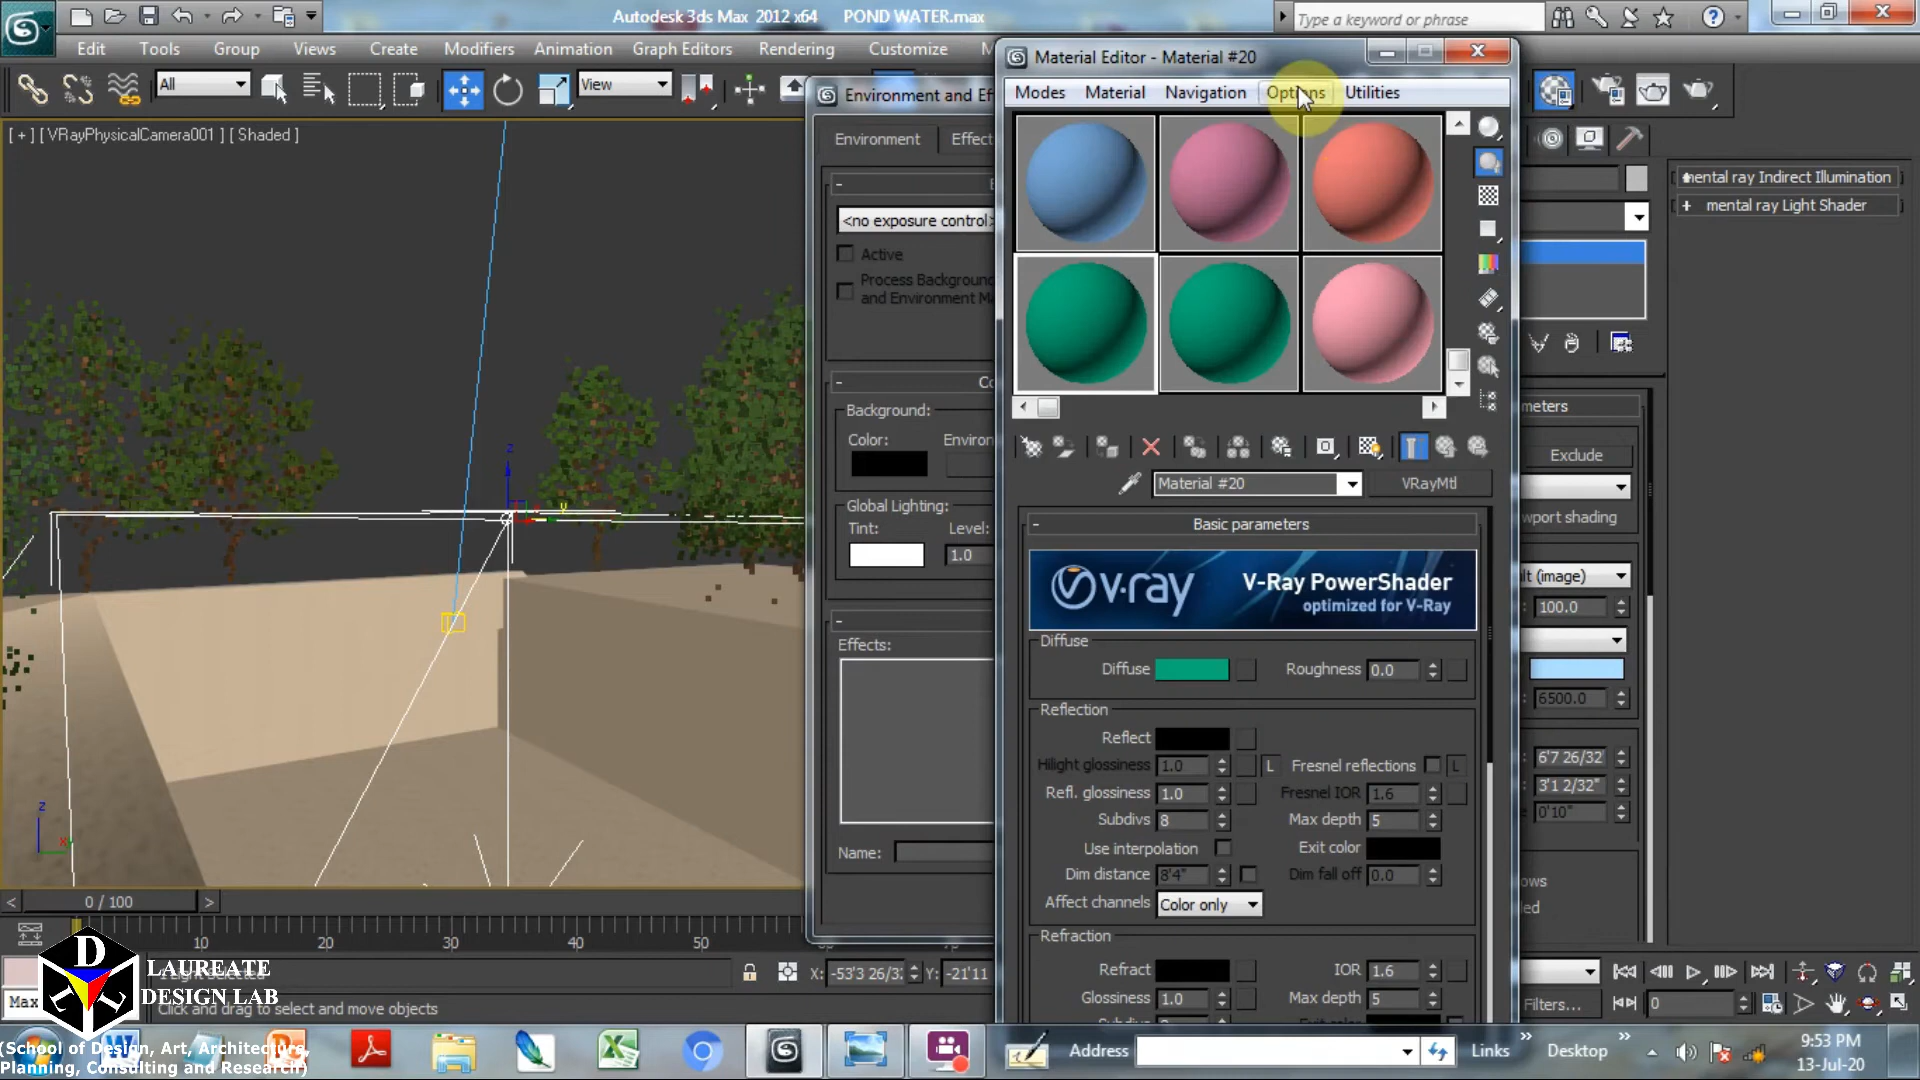 Autodesk 3ds Max 2012 x64 POND WATER.max
Type a keyword or phrase
Edit Tools Group Views Create Modifiers Animation Graph Editors Rendering Customize
Material Editor - Material #20
All
View
Modes Material Navigation Options Utilities
Environment and Ef
[ + ] [ VRayPhysicalCamera001 ] [ Shaded ]
Environment Effect
<no exposure control>
Active
Process Background
and Environment Ma
mental ray Indirect Illumination
+ mental ray Light Shader
Background:
Color: Environ
Global Lighting:
Tint: Level:
1.0
Effects:
Name:
Material #20 VRayMtl
- Basic parameters
v·ray V-Ray PowerShader
optimized for V-Ray
Diffuse
Diffuse Roughness 0.0
Reflection
Reflect
Hilight glossiness 1.0 L Fresnel reflections L
Refl. glossiness 1.0 Fresnel IOR 1.6
Subdivs 8 Max depth 5
Use interpolation Exit color
Dim distance 8'4" Dim fall off 0.0
Affect channels Color only
Refraction
Refract IOR 1.6
Glossiness 1.0 Max depth 5
meters
Exclude
wport shading
lt (image)
100.0
6500.0
6'7 26/32
3'1 2/32"
0'10"
ows
led
z
y
z
x
0 / 100
10 20 30 40 50
X: -53'3 26/32 Y: -21'11
Click and drag to select and move objects
Max
Filters...
0
D
LAUREATE
DESIGN LAB
(School of Design, Art, Architecture,
Planning, Consulting and Research)
Address Links Desktop
9:53 PM
13-Jul-20